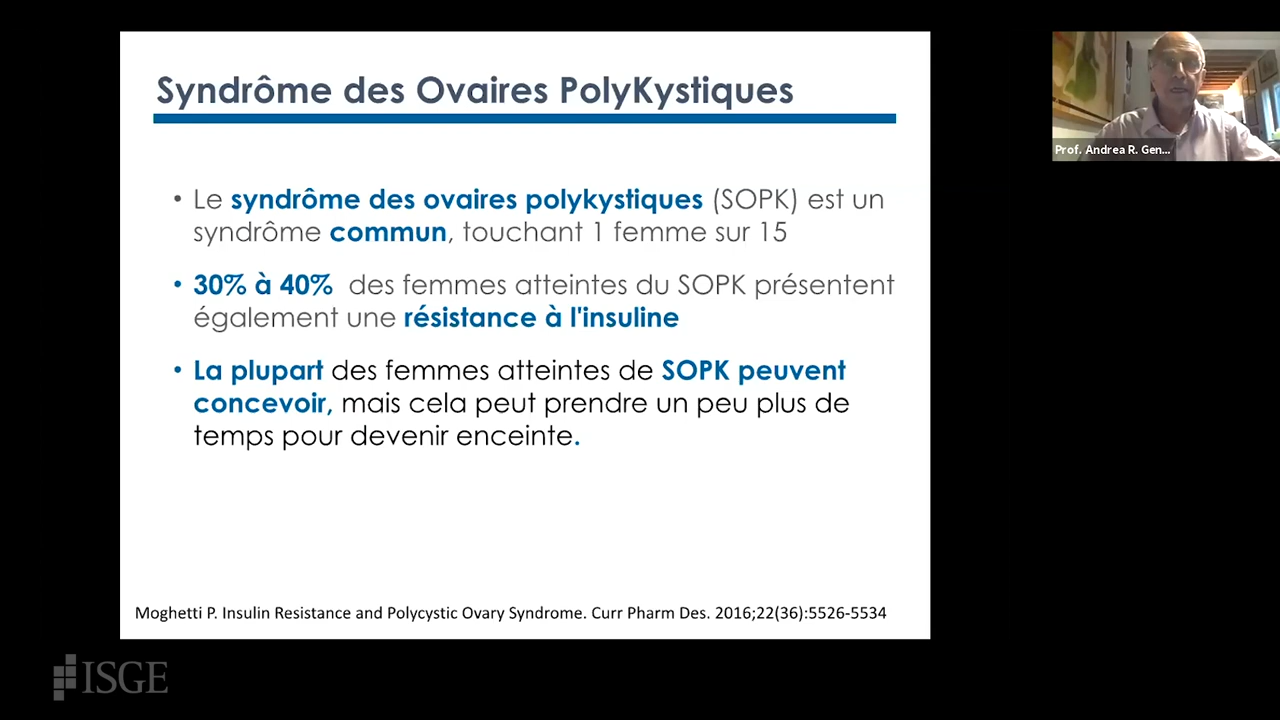 Syndrôme des Ovaires PolyKystiques
• Le syndrôme des ovaires polykystiques (SOPK) est un
syndrôme commun, touchant 1 femme sur 15
• 30% à 40% des femmes atteintes du SOPK présentent
également une résistance à l'insuline
• La plupart des femmes atteintes de SOPK peuvent
concevoir, mais cela peut prendre un peu plus de
temps pour devenir enceinte.
Moghetti P. Insulin Resistance and Polycystic Ovary Syndrome. Curr Pharm Des. 2016;22(36):5526-5534
Prof. Andrea R. Gen...
ISGE